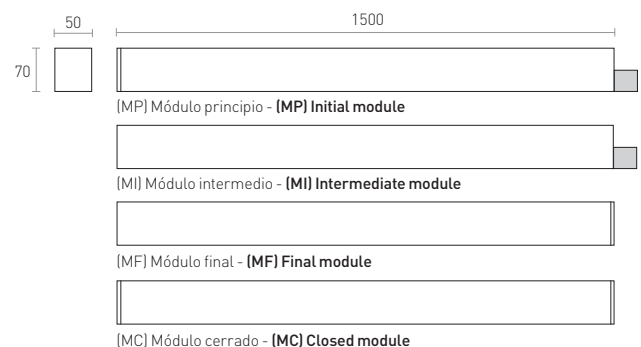 50
1500
70
(MP) Módulo principio - (MP) Initial module
(MI) Módulo intermedio - (MI) Intermediate module
(MF) Módulo final - (MF) Final module
(MC) Módulo cerrado - (MC) Closed module